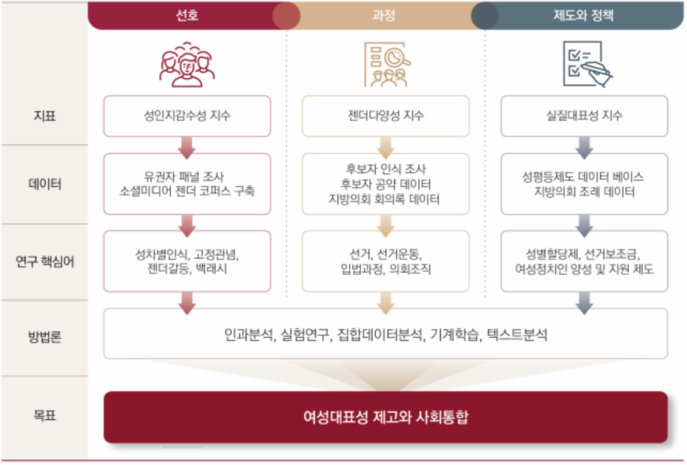 선호
과정
제도와 정책
지표
성인지감수성 지수
젠더다양성 지수
실질대표성 지수
데이터
유권자 패널 조사
소셜미디어 젠더 코퍼스 구축
후보자 인식 조사
후보자 공약 데이터
지방의회 회의록 데이터
성평등제도 데이터 베이스
지방의회 조례 데이터
연구 핵심어
성차별인식, 고정관념,
젠더갈등, 백래시
선거, 선거운동,
입법과정, 의회조직
성별할당제, 선거보조금,
여성정치인 양성 및 지원 제도
방법론
인과분석, 실험연구, 집합데이터분석, 기계학습, 텍스트분석
목표
여성대표성 제고와 사회통합